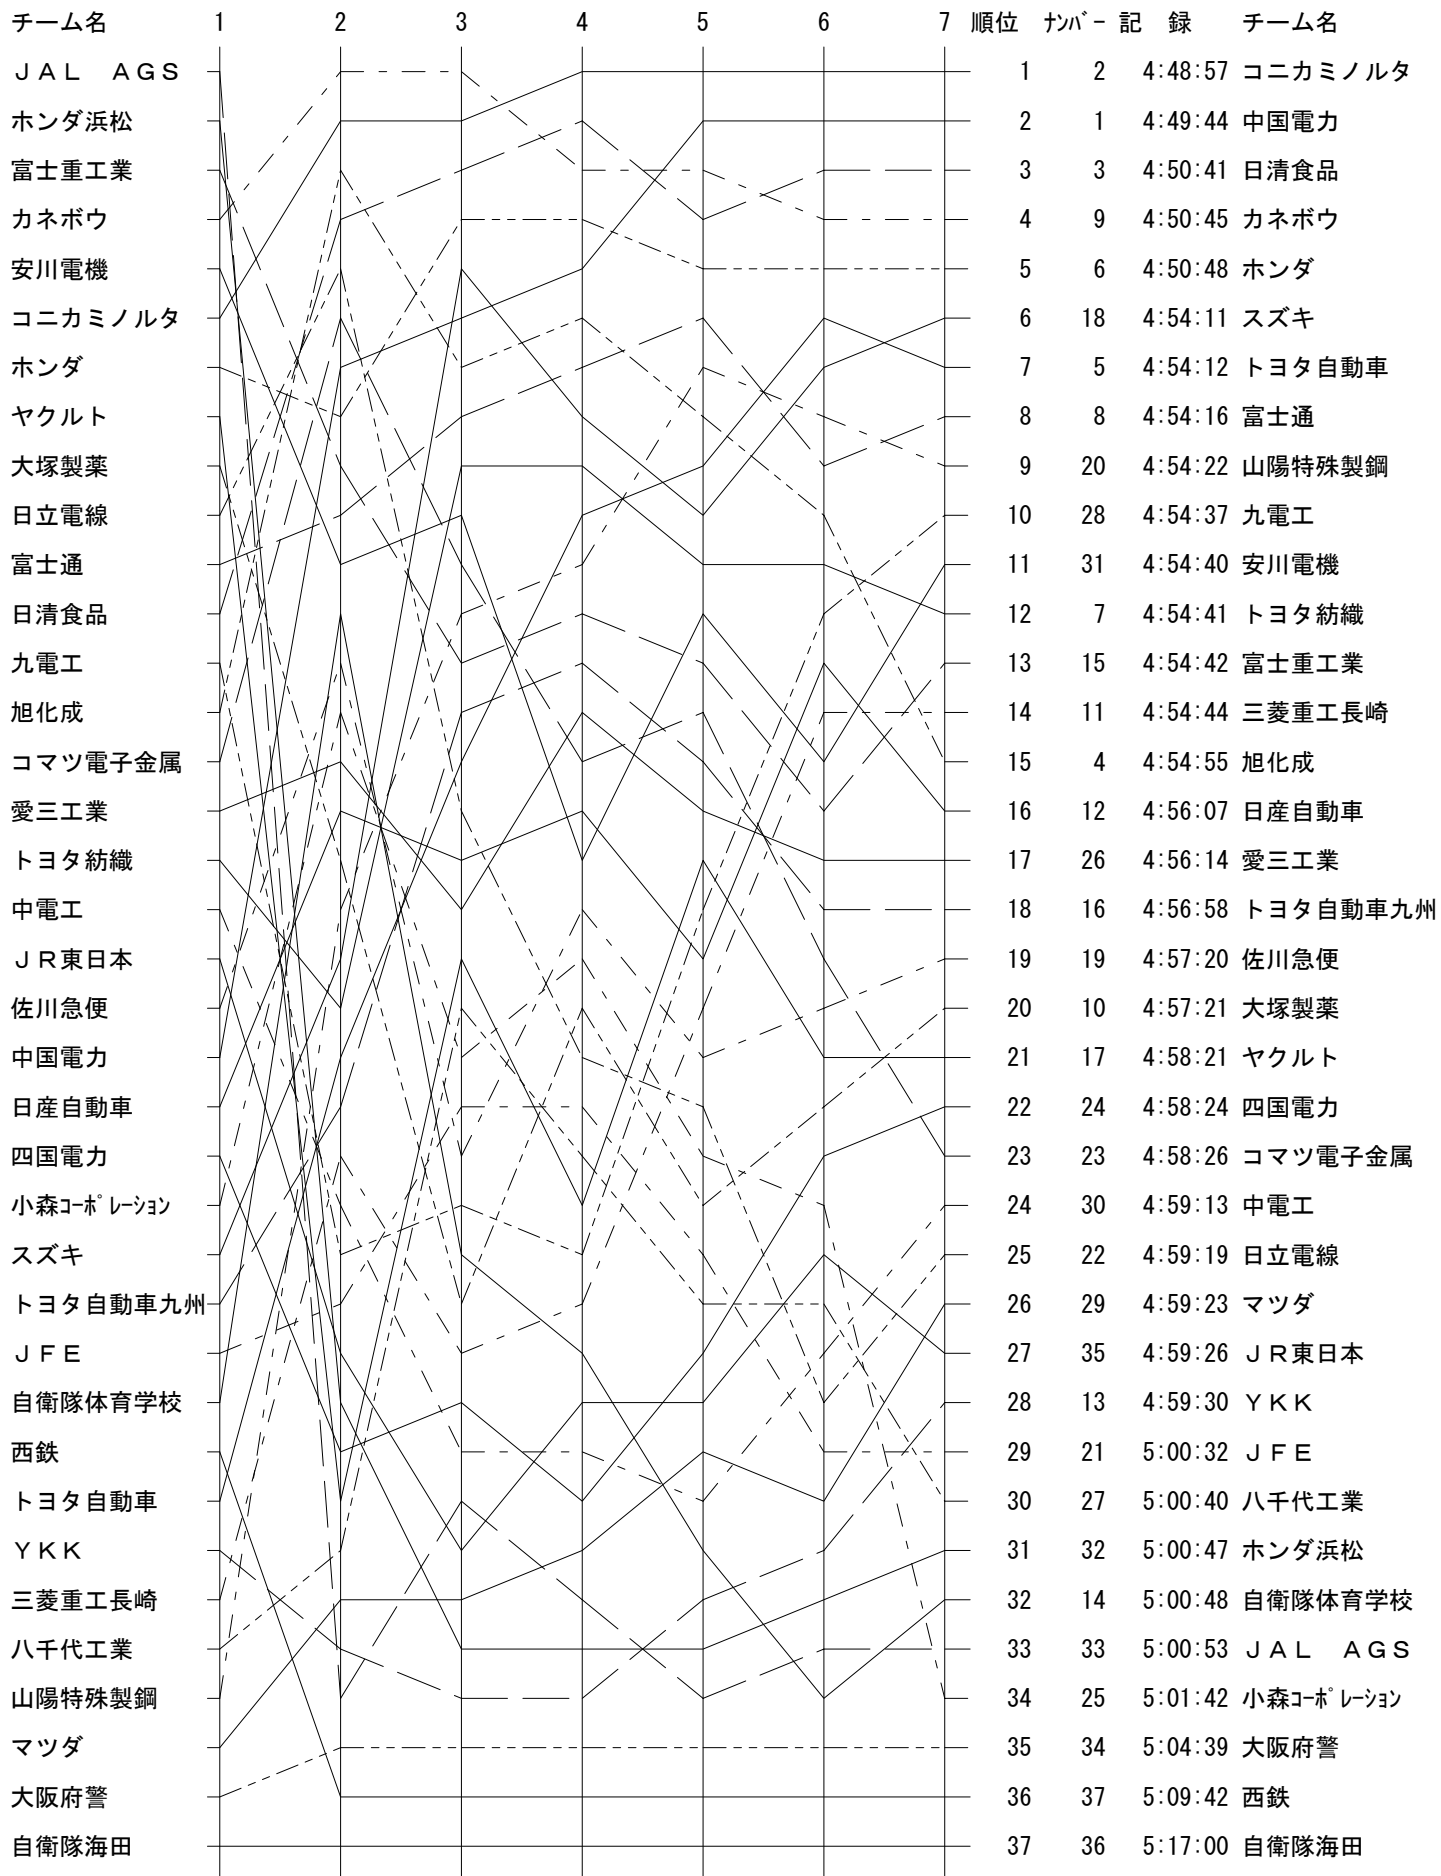 チーム名 1 2 3 4 5 6 7 順位 ﾅﾝﾊﾞｰ 記　録 チーム名
ＪＡＬ　ＡＧＳ 1 2 4:48:57 コニカミノルタ
ホンダ浜松 2 1 4:49:44 中国電力
富士重工業 3 3 4:50:41 日清食品
カネボウ 4 9 4:50:45 カネボウ
安川電機 5 6 4:50:48 ホンダ
コニカミノルタ 6 18 4:54:11 スズキ
ホンダ 7 5 4:54:12 トヨタ自動車
ヤクルト 8 8 4:54:16 富士通
大塚製薬 9 20 4:54:22 山陽特殊製鋼
日立電線 10 28 4:54:37 九電工
富士通 11 31 4:54:40 安川電機
日清食品 12 7 4:54:41 トヨタ紡織
九電工 13 15 4:54:42 富士重工業
旭化成 14 11 4:54:44 三菱重工長崎
コマツ電子金属 15 4 4:54:55 旭化成
愛三工業 16 12 4:56:07 日産自動車
トヨタ紡織 17 26 4:56:14 愛三工業
中電工 18 16 4:56:58 トヨタ自動車九州
ＪＲ東日本 19 19 4:57:20 佐川急便
佐川急便 20 10 4:57:21 大塚製薬
中国電力 21 17 4:58:21 ヤクルト
日産自動車 22 24 4:58:24 四国電力
四国電力 23 23 4:58:26 コマツ電子金属
小森ｺｰﾎﾟﾚｰｼｮﾝ 24 30 4:59:13 中電工
スズキ 25 22 4:59:19 日立電線
トヨタ自動車九州 26 29 4:59:23 マツダ
ＪＦＥ 27 35 4:59:26 ＪＲ東日本
自衛隊体育学校 28 13 4:59:30 ＹＫＫ
西鉄 29 21 5:00:32 ＪＦＥ
トヨタ自動車 30 27 5:00:40 八千代工業
ＹＫＫ 31 32 5:00:47 ホンダ浜松
三菱重工長崎 32 14 5:00:48 自衛隊体育学校
八千代工業 33 33 5:00:53 ＪＡＬ　ＡＧＳ
山陽特殊製鋼 34 25 5:01:42 小森ｺｰﾎﾟﾚｰｼｮﾝ
マツダ 35 34 5:04:39 大阪府警
大阪府警 36 37 5:09:42 西鉄
自衛隊海田 37 36 5:17:00 自衛隊海田